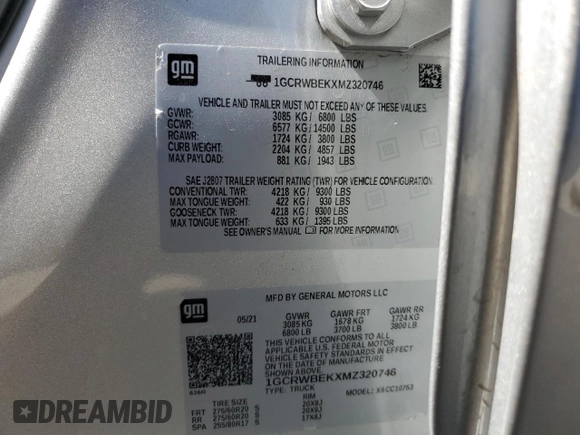 gm
TRAILERING INFORMATION
1GCRWBEKXMZ320746
VEHICLE AND TRAILER MUST NOT EXCEED ANY OF THESE VALUES.
GVWR: 3085 KG/ 6800 LBS
GCWR: 6577 KG/ 14500 LBS
RGAWR: 1724 KG/ 3800 LBS
CURB WEIGHT: 2204 KG/ 4857 LBS
MAX PAYLOAD: 881 KG/ 1943 LBS
SAE J2807 TRAILER WEIGHT RATING (TWR) FOR VEHICLE CONFIGURATION.
CONVENTIONAL TWR: 4218 KG/ 9300 LBS
MAX TONGUE WEIGHT: 422 KG/ 930 LBS
GOOSENECK TWR: 4218 KG/ 9300 LBS
MAX TONGUE WEIGHT: 633 KG/ 1395 LBS
SEE OWNER'S MANUAL FOR MORE INFORMATION
MFD BY GENERAL MOTORS LLC
gm
05/21 GVWR GAWR FRT GAWR RR
3085 KG 1678 KG 1724 KG
6800 LB 3700 LB 3800 LB
THIS VEHICLE CONFORMS TO ALL
APPLICABLE U.S. FEDERAL MOTOR
VEHICLE SAFETY STANDARDS IN EFFECT
ON THE DATE OF MANUFACTURE
SHOWN ABOVE.
1GCRWBEKXMZ320746
TYPE: TRUCK MODEL:
TIRE SIZE RIM
FRT 275/60R20 S 20X9J
RR 275/60R20 S 20X9J
SPA 255/80R17 S 17X8J
DREAMBID
DREAMBID.COM